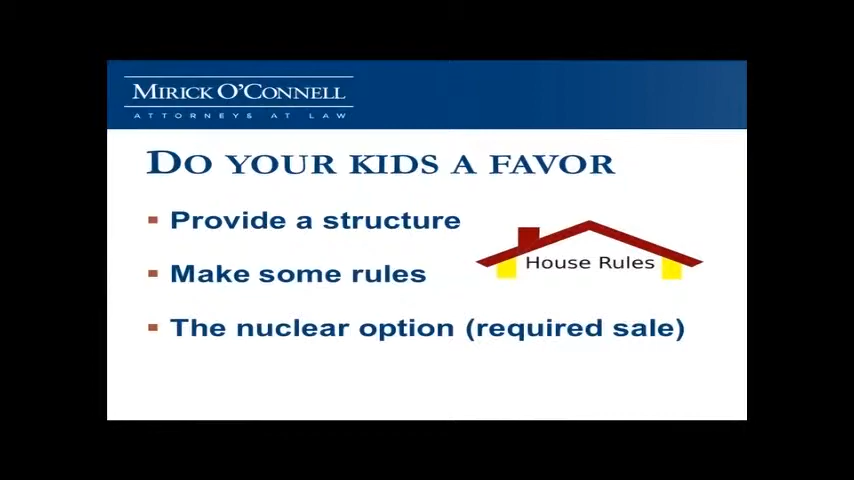 MIRICK O'CONNELL
ATTORNEYS AT LAW
DO YOUR KIDS A FAVOR
Provide a structure
House Rules
Make some rules
The nuclear option (required sale)